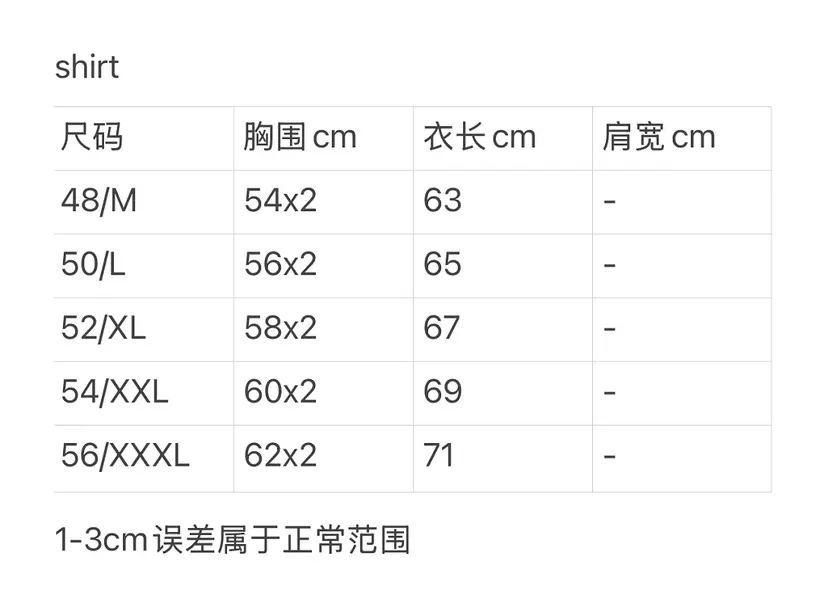 shirt
尺码 胸围cm 衣长cm 肩宽cm
48/M 54x2 63 -
50/L 56x2 65 -
52/XL 58x2 67 -
54/XXL 60x2 69 -
56/XXXL 62x2 71 -
1-3cm误差属于正常范围